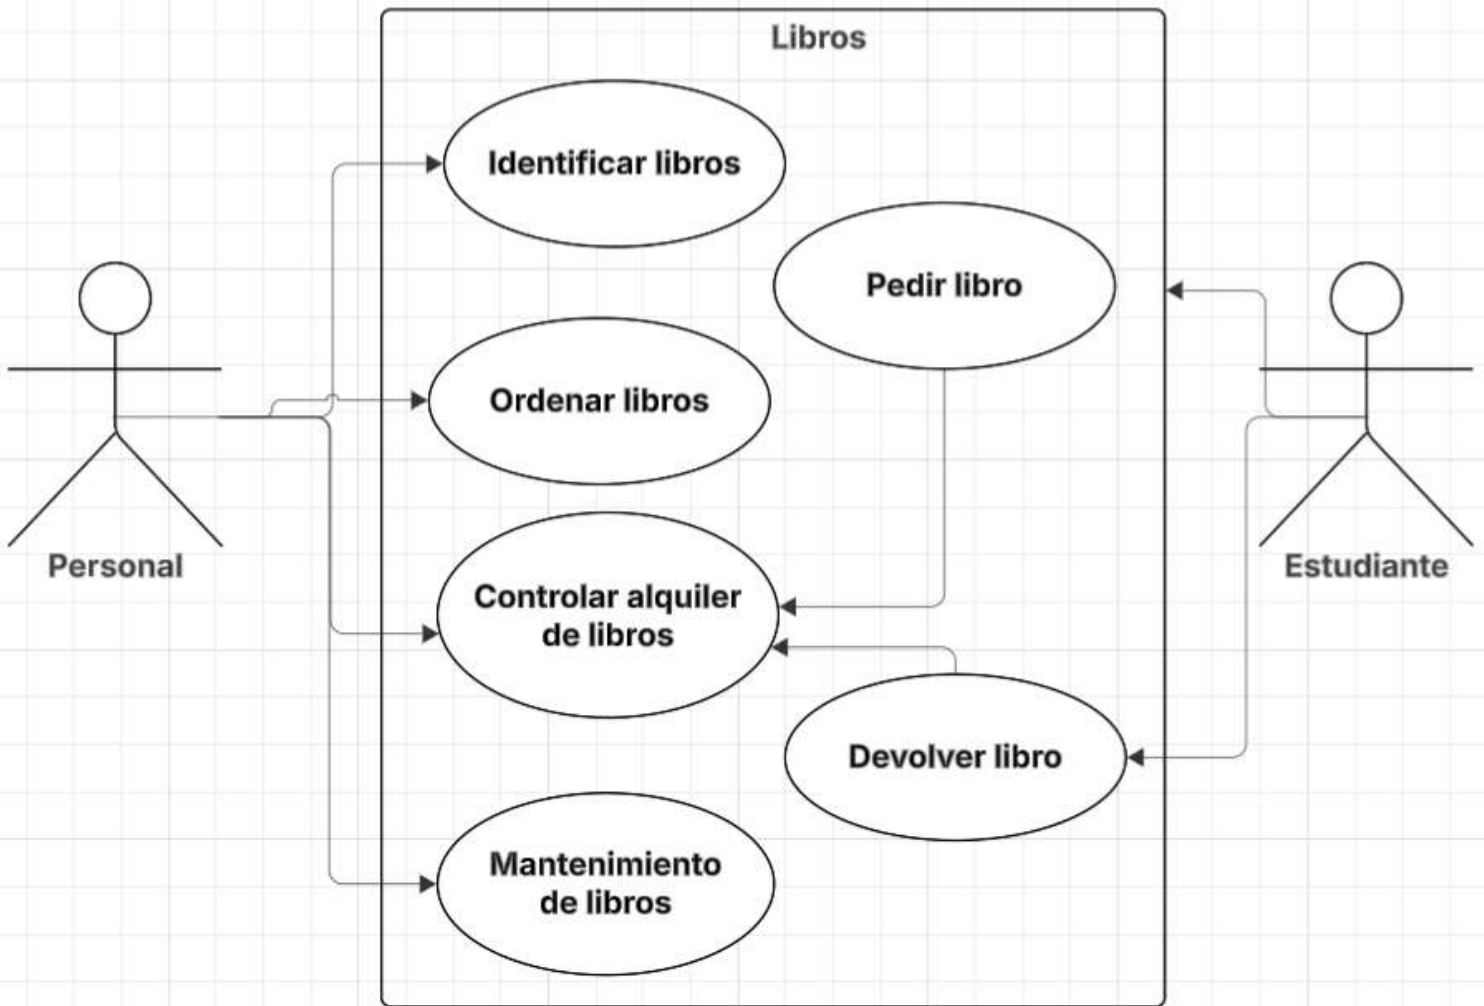 Libros
Identificar libros
Pedir libro
Ordenar libros
Personal
Estudiante
Controlar alquiler
de libros
Devolver libro
Mantenimiento
de libros